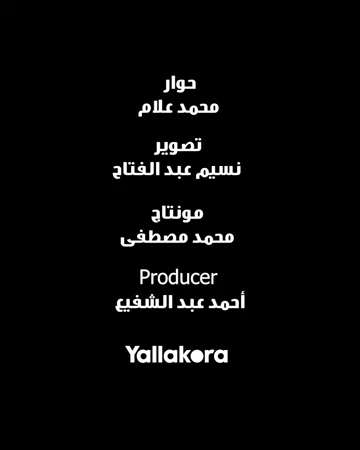 حوار
محمد علام
تصوير
نسيم عبد الفتاح
مونتاج
محمد مصطفى
Producer
أحمد عبد الشفيع
Yallakora